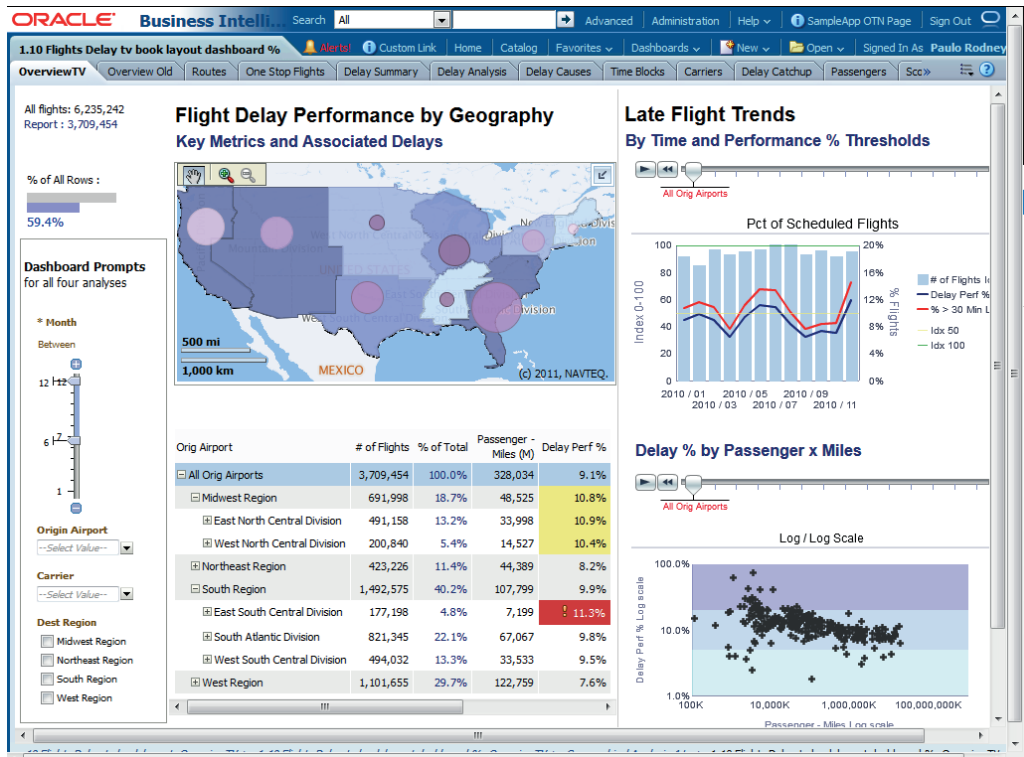 ORACLE Business Intelli... Search All Advanced Administration Help SampleApp OTN Page Sign Out
1.10 Flights Delay tv book layout dashboard % Alerts! Custom Link Home Catalog Favorites Dashboards New Open Signed In As Paulo Rodney
OverviewTV Overview Old Routes One Stop Flights Delay Summary Delay Analysis Delay Causes Time Blocks Carriers Delay Catchup Passengers Scc»
All flights: 6,235,242
Report : 3,709,454
% of All Rows :
59.4%
Dashboard Prompts
for all four analyses
* Month
Between
12 12
6 7
1
Origin Airport
--Select Value--
Carrier
--Select Value--
Dest Region
Midwest Region
Northeast Region
South Region
West Region
Flight Delay Performance by Geography
Key Metrics and Associated Delays
UNITED STATES
500 mi
1,000 km
MEXICO
(c) 2011, NAVTEQ.
Orig Airport # of Flights % of Total Passenger - Miles (M) Delay Perf %
All Orig Airports 3,709,454 100.0% 328,034 9.1%
Midwest Region 691,998 18.7% 48,525 10.8%
East North Central Division 491,158 13.2% 33,998 10.9%
West North Central Division 200,840 5.4% 14,527 10.4%
Northeast Region 423,226 11.4% 44,389 8.2%
South Region 1,492,575 40.2% 107,799 9.9%
East South Central Division 177,198 4.8% 7,199 ! 11.3%
South Atlantic Division 821,345 22.1% 67,067 9.8%
West South Central Division 494,032 13.3% 33,533 9.5%
West Region 1,101,655 29.7% 122,759 7.6%
Late Flight Trends
By Time and Performance % Thresholds
All Orig Airports
Pct of Scheduled Flights
Index 0-100
100
80
60
40
20
0
20%
16%
12%
8%
4%
0%
% Flights
2010 / 01 2010 / 05 2010 / 09
2010 / 03 2010 / 07 2010 / 11
# of Flights Ic
Delay Perf %
% > 30 Min L
Idx 50
Idx 100
Delay % by Passenger x Miles
All Orig Airports
Log / Log Scale
Delay Perf % Log scale
100.0%
10.0%
1.0%
100K 10,000K 1,000,000K 100,000,000K
Passenger - Miles Log scale